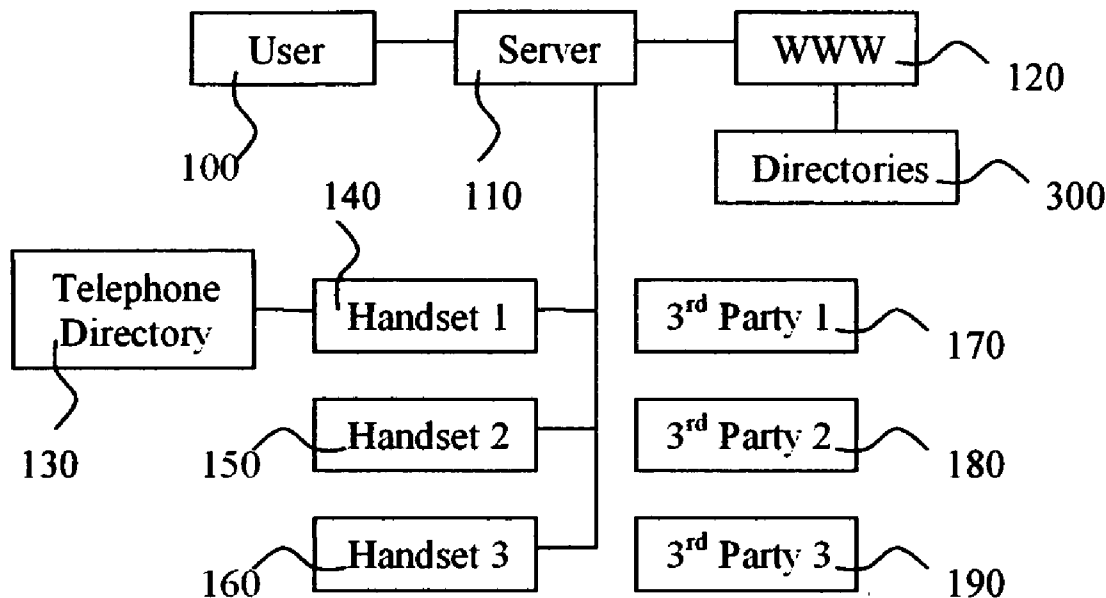 User
Server
WWW
120
100
110
Directories
300
140
Telephone
Directory
Handset 1
3rd Party 1
170
130
150
Handset 2
3rd Party 2
180
160
Handset 3
3rd Party 3
190